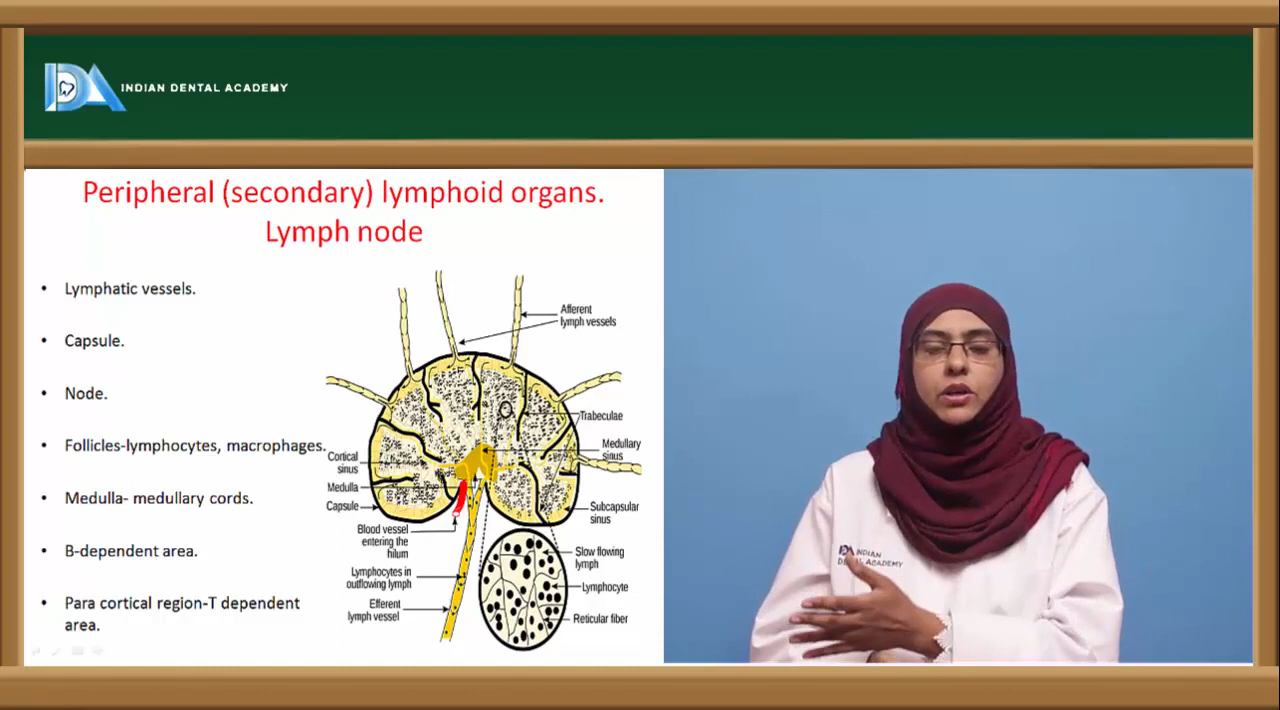 INDIAN DENTAL ACADEMY
Peripheral (secondary) lymphoid organs.
Lymph node
• Lymphatic vessels.
• Capsule.
• Node.
• Follicles-lymphocytes, macrophages.
• Medulla- medullary cords.
• B-dependent area.
• Para cortical region-T dependent
area.
Afferent
lymph vessels
Trabeculae
Medullary
sinus
Cortical
sinus
Medulla
Capsule
Subcapsular
sinus
Blood vessel
entering the
hilum
Slow flowing
lymph
Lymphocytes in
outflowing lymph
Lymphocyte
Efferent
lymph vessel
Reticular fiber
INDIAN
DENTAL ACADEMY